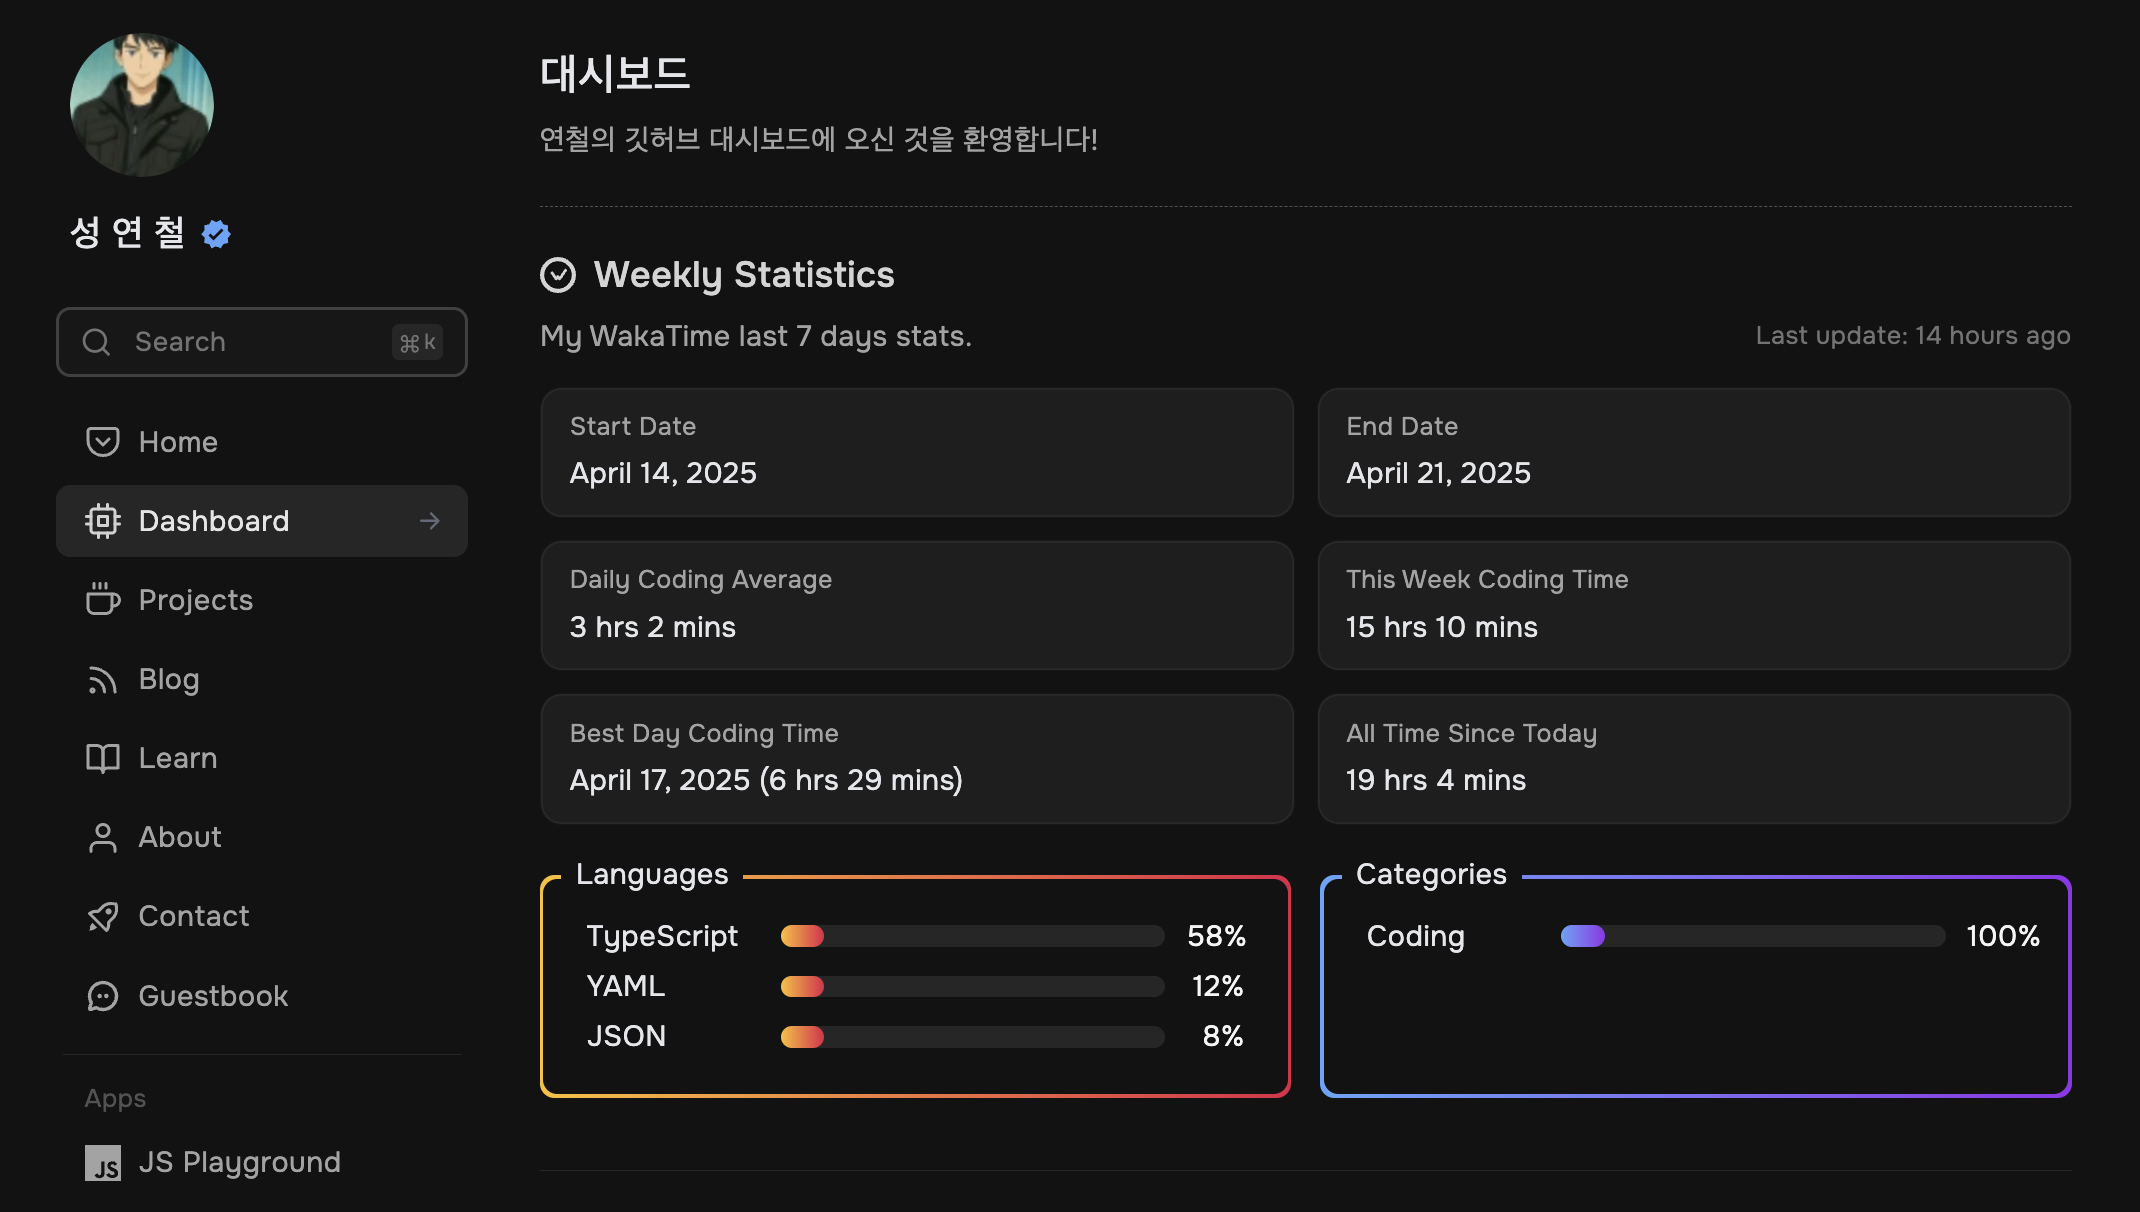 성 연 철
Search
⌘ k
Home
Dashboard
Projects
Blog
Learn
About
Contact
Guestbook
Apps
JS
JS Playground
대시보드
연철의 깃허브 대시보드에 오신 것을 환영합니다!
Weekly Statistics
My WakaTime last 7 days stats.
Last update: 14 hours ago
Start Date
April 14, 2025
End Date
April 21, 2025
Daily Coding Average
3 hrs 2 mins
This Week Coding Time
15 hrs 10 mins
Best Day Coding Time
April 17, 2025 (6 hrs 29 mins)
All Time Since Today
19 hrs 4 mins
Languages
TypeScript 58%
YAML 12%
JSON 8%
Categories
Coding 100%